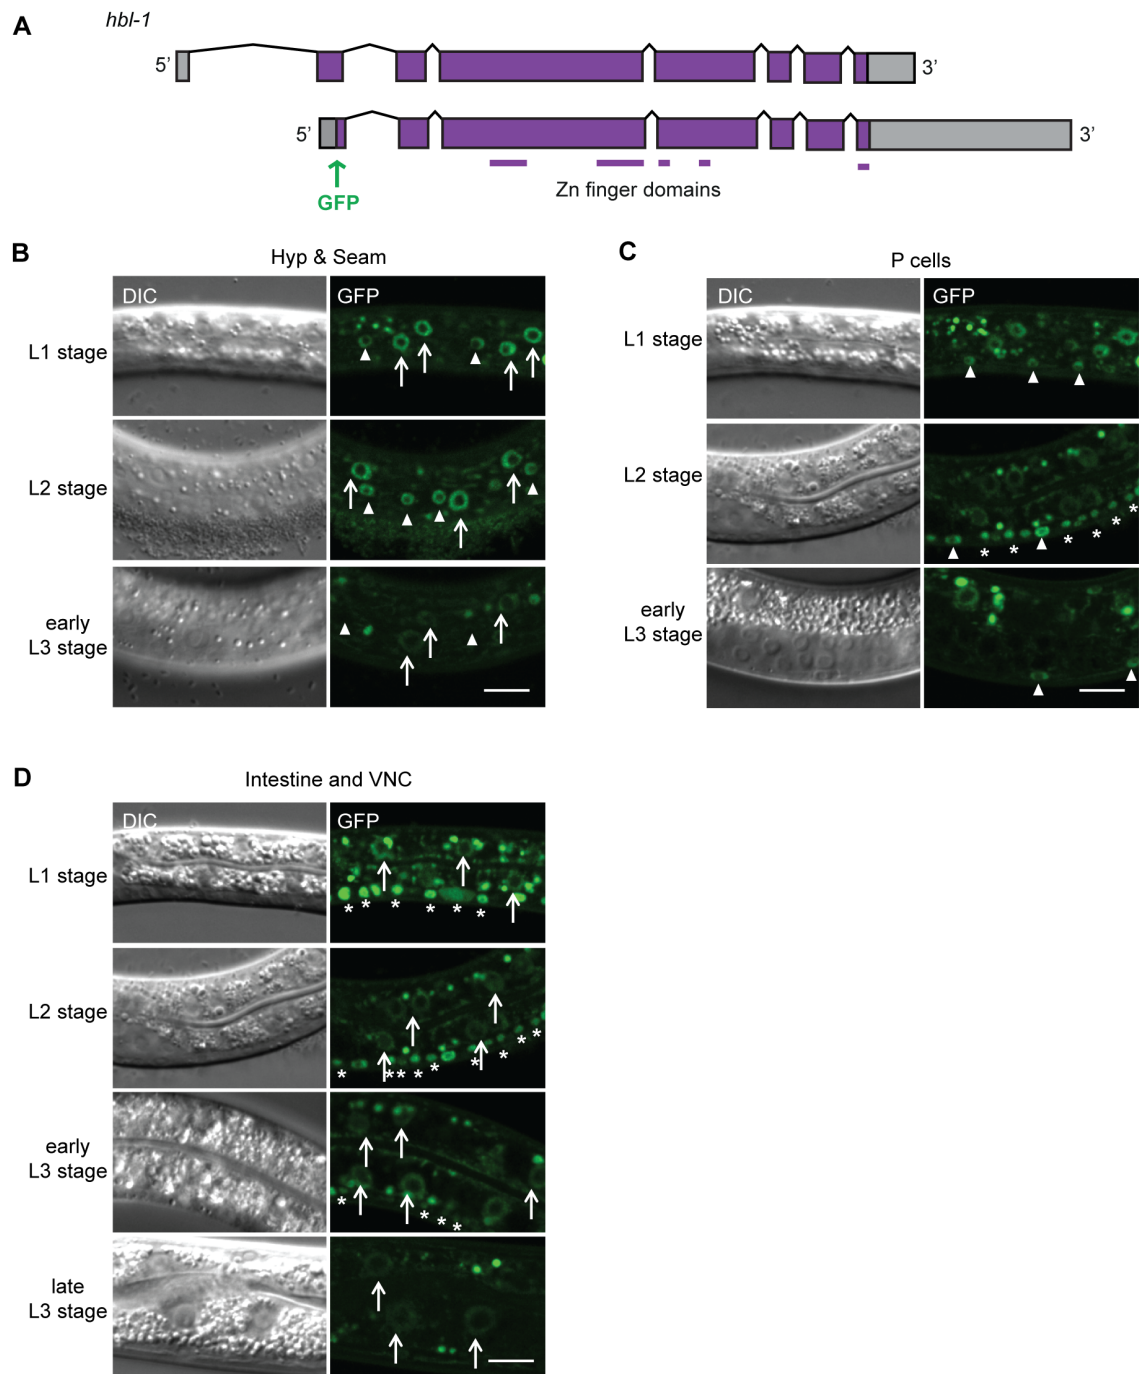 A
hbl-1
5’ 3’
5’ 3’
GFP
Zn finger domains
B
Hyp & Seam
DIC GFP
L1 stage
L2 stage
early
L3 stage
C
P cells
DIC GFP
L1 stage
* * * * * *
L2 stage
early
L3 stage
D
Intestine and VNC
DIC GFP
L1 stage
* * * * * *
L2 stage
* ** * * * * * *
early
L3 stage
* * * *
late
L3 stage